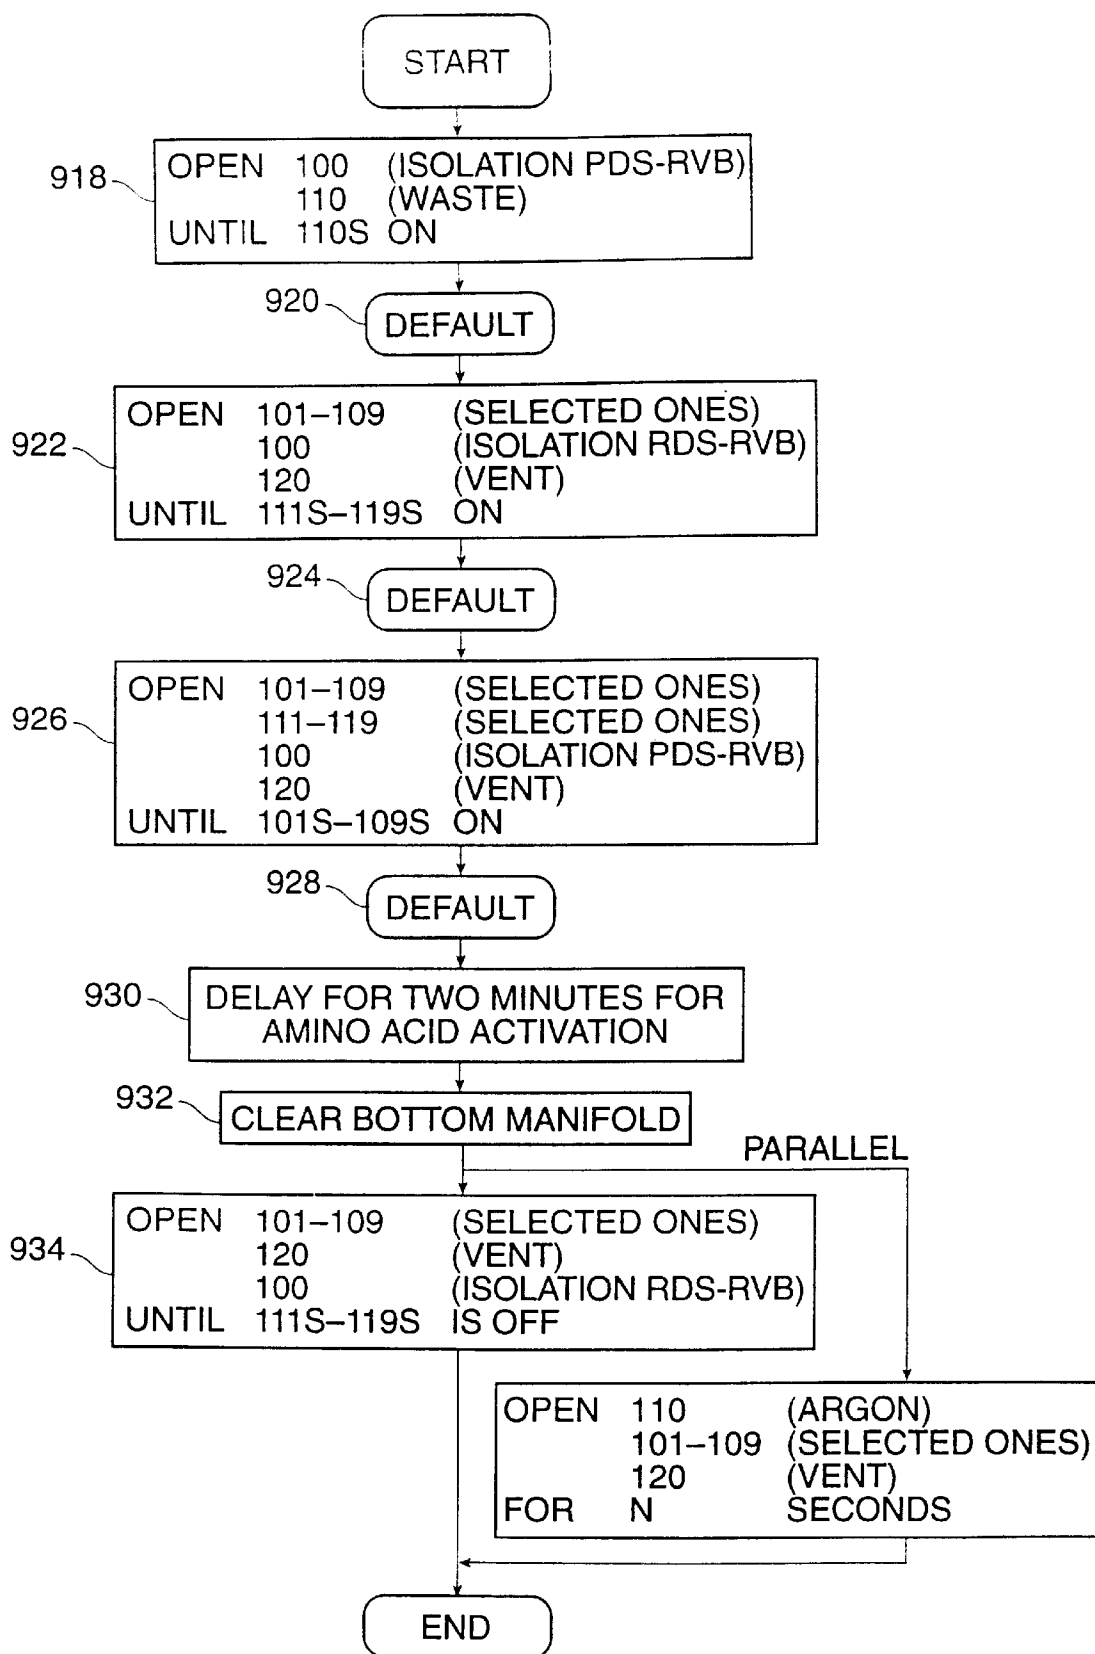 START
918
OPEN 100 (ISOLATION PDS-RVB)
110 (WASTE)
UNTIL 110S ON
920
DEFAULT
922
OPEN 101–109 (SELECTED ONES)
100 (ISOLATION RDS-RVB)
120 (VENT)
UNTIL 111S–119S ON
924
DEFAULT
926
OPEN 101–109 (SELECTED ONES)
111–119 (SELECTED ONES)
100 (ISOLATION PDS-RVB)
120 (VENT)
UNTIL 101S–109S ON
928
DEFAULT
930
DELAY FOR TWO MINUTES FOR
AMINO ACID ACTIVATION
932
CLEAR BOTTOM MANIFOLD
PARALLEL
934
OPEN 101–109 (SELECTED ONES)
120 (VENT)
100 (ISOLATION RDS-RVB)
UNTIL 111S–119S IS OFF
OPEN 110 (ARGON)
101–109 (SELECTED ONES)
120 (VENT)
FOR N SECONDS
END